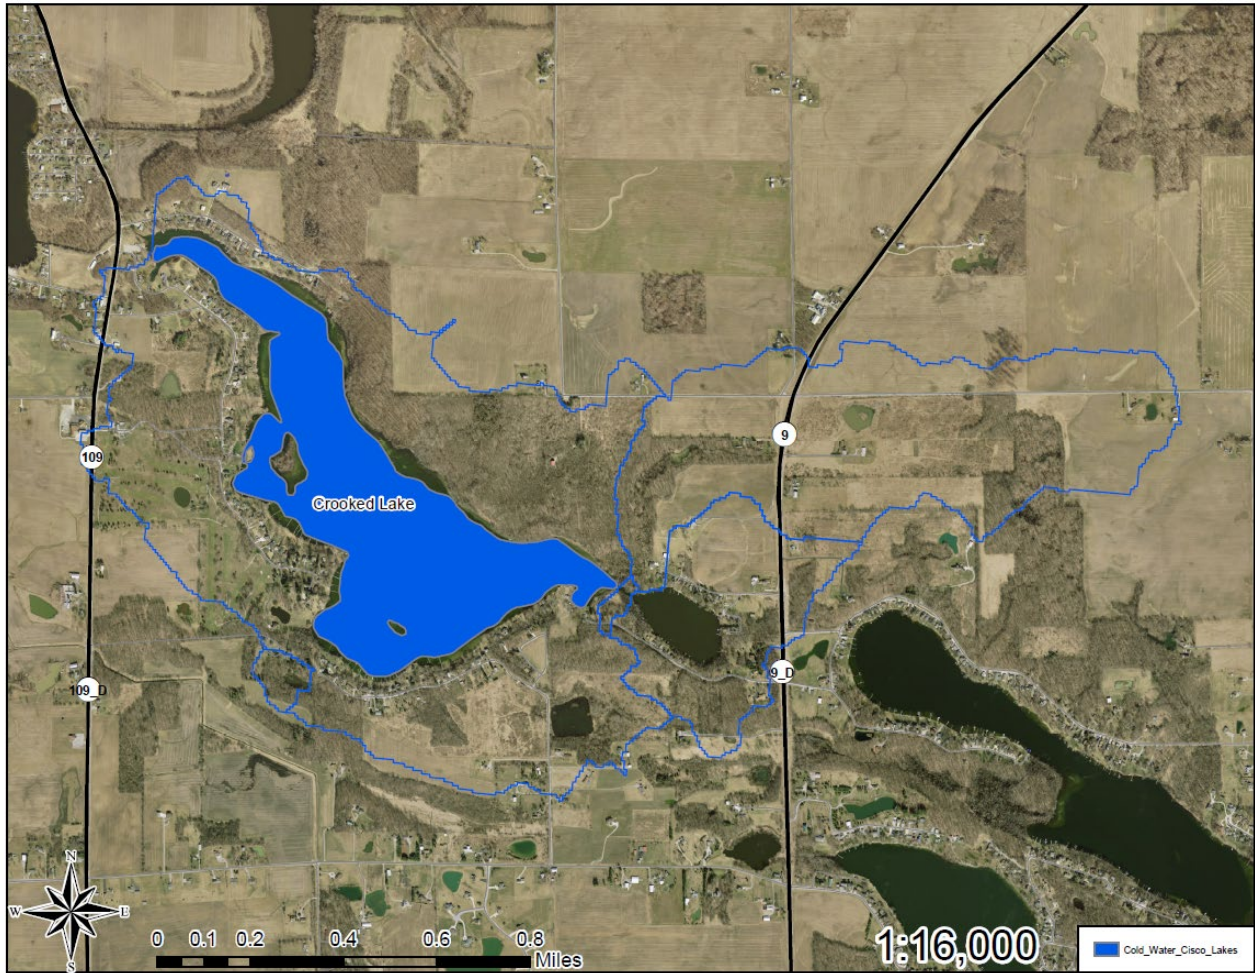 109
9
Crooked Lake
109_D
9_D
N
W E
S
0 0.1 0.2 0.4 0.6 0.8
Miles
1:16,000
Cold_Water_Cisco_Lakes